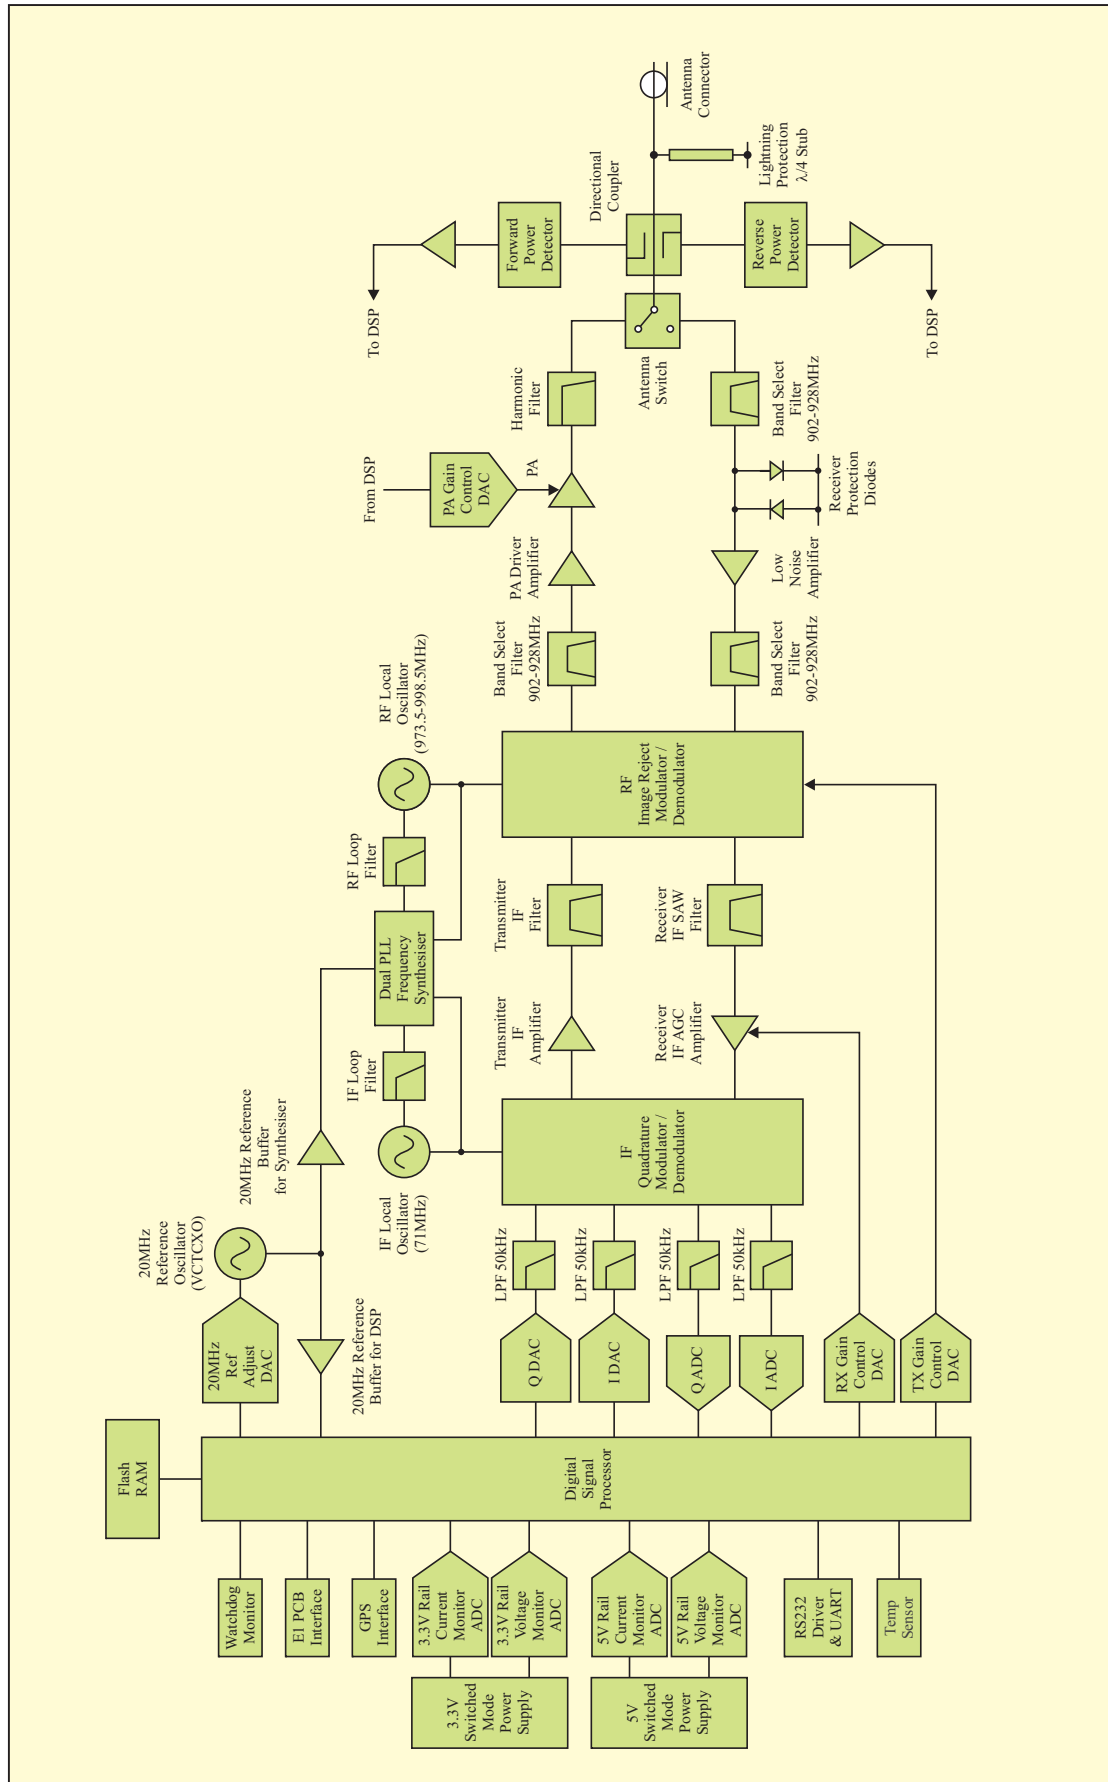 Antenna
Connector
Lightning
Protection
λ/4 Stub
Directional
Coupler
Forward
Power
Detector
Reverse
Power
Detector
To DSP
To DSP
Antenna
Switch
Harmonic
Filter
Band Select
Filter
902-928MHz
From DSP
PA Gain
Control
DAC
PA
Receiver
Protection
Diodes
PA Driver
Amplifier
Low
Noise
Amplifier
Band Select
Filter
902-928MHz
Band Select
Filter
902-928MHz
RF Local
Oscillator
(973.5-998.5MHz)
RF
Image Reject
Modulator /
Demodulator
RF Loop
Filter
Dual PLL
Frequency
Synthesiser
IF Loop
Filter
Transmitter
IF
Filter
Receiver
IF SAW
Filter
Transmitter
IF
Amplifier
Receiver
IF AGC
Amplifier
20MHz Reference
Buffer
for Synthesiser
IF Local
Oscillator
(71MHz)
IF
Quadrature
Modulator /
Demodulator
20MHz
Reference
Oscillator
(VCTCXO)
LPF 50kHz
LPF 50kHz
LPF 50kHz
LPF 50kHz
20MHz
Ref
Adjust
DAC
20MHz Reference
Buffer for DSP
Q DAC
I DAC
Q ADC
I ADC
RX Gain
Control
DAC
TX Gain
Control
DAC
Flash
RAM
Digital
Signal
Processor
Watchdog
Monitor
E1 PCB
Interface
GPS
Interface
3.3V Rail
Current
Monitor
ADC
3.3V Rail
Voltage
Monitor
ADC
5V Rail
Current
Monitor
ADC
5V Rail
Voltage
Monitor
ADC
RS232
Driver
& UART
Temp
Sensor
3.3V
Switched
Mode
Power
Supply
5V
Switched
Mode
Power
Supply